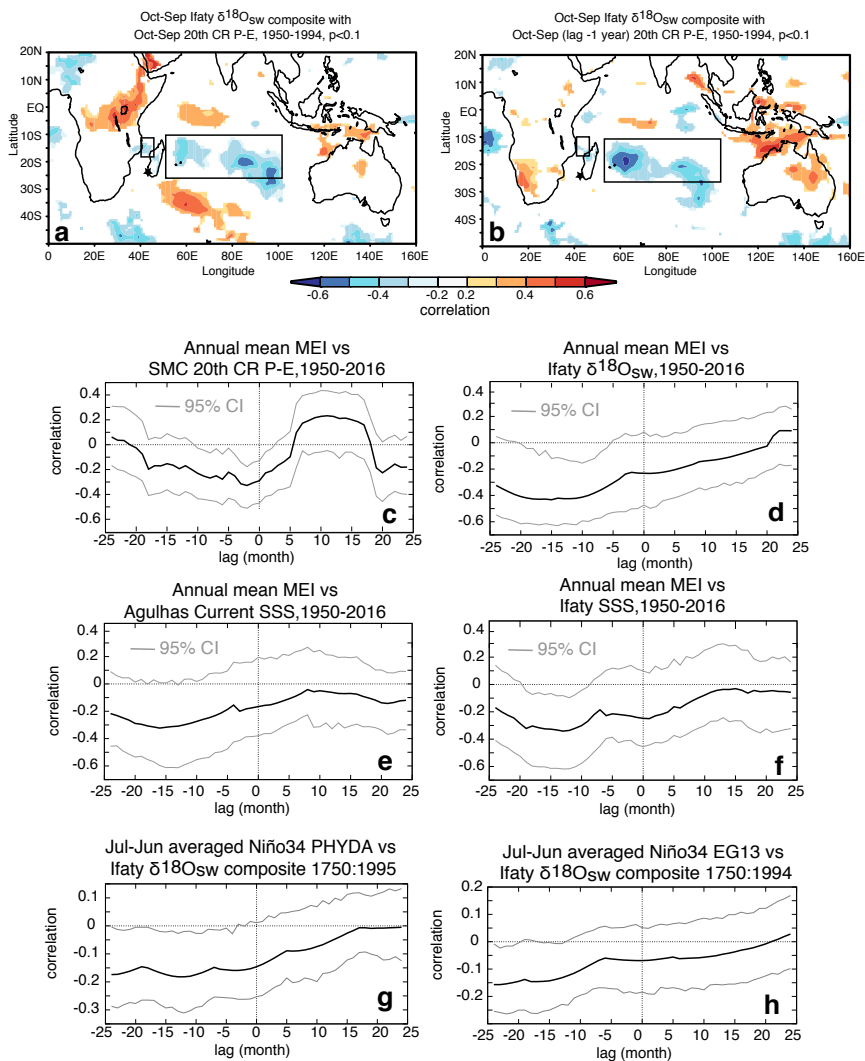 Oct-Sep Ifaty δ18Osw composite with
Oct-Sep 20th CR P-E, 1950-1994, p<0.1
Oct-Sep Ifaty δ18Osw composite with
Oct-Sep (lag -1 year) 20th CR P-E, 1950-1994, p<0.1
20N
10N
EQ
10S
20S
30S
40S
Latitude
a
0 20E 40E 60E 80E 100E 120E 140E 160E
Longitude
20N
10N
EQ
10S
20S
30S
40S
Latitude
b
50S
0 20E 40E 60E 80E 100E 120E 140E 160E
Longitude
-0.6 -0.4 -0.2 0.2 0.4 0.6
correlation
Annual mean MEI vs
SMC 20th CR P-E,1950-2016
0.4
0.2
0
-0.2
-0.4
-0.6
correlation
95% CI
c
-25 -20 -15 -10 -5 0 5 10 15 20 25
lag (month)
Annual mean MEI vs
Ifaty δ18Osw,1950-2016
0.4
0.2
0
-0.2
-0.4
-0.6
correlation
95% CI
d
-25 -20 -15 -10 -5 0 5 10 15 20 25
lag (month)
Annual mean MEI vs
Agulhas Current SSS,1950-2016
0.4
0.2
0
-0.2
-0.4
-0.6
correlation
95% CI
e
-25 -20 -15 -10 -5 0 5 10 15 20 25
lag (month)
Annual mean MEI vs
Ifaty SSS,1950-2016
0.4
0.2
0
-0.2
-0.4
-0.6
correlation
95% CI
f
-25 -20 -15 -10 -5 0 5 10 15 20 25
lag (month)
Jul-Jun averaged Niño34 PHYDA vs
Ifaty δ18Osw composite 1750:1995
0.1
0
-0.1
-0.2
-0.3
correlation
g
-25 -20 -15 -10 -5 0 5 10 15 20 25
lag (month)
Jul-Jun averaged Niño34 EG13 vs
Ifaty δ18Osw composite 1750:1994
0.2
0.1
0
-0.1
-0.2
correlation
h
-25 -20 -15 -10 -5 0 5 10 15 20 25
lag (month)